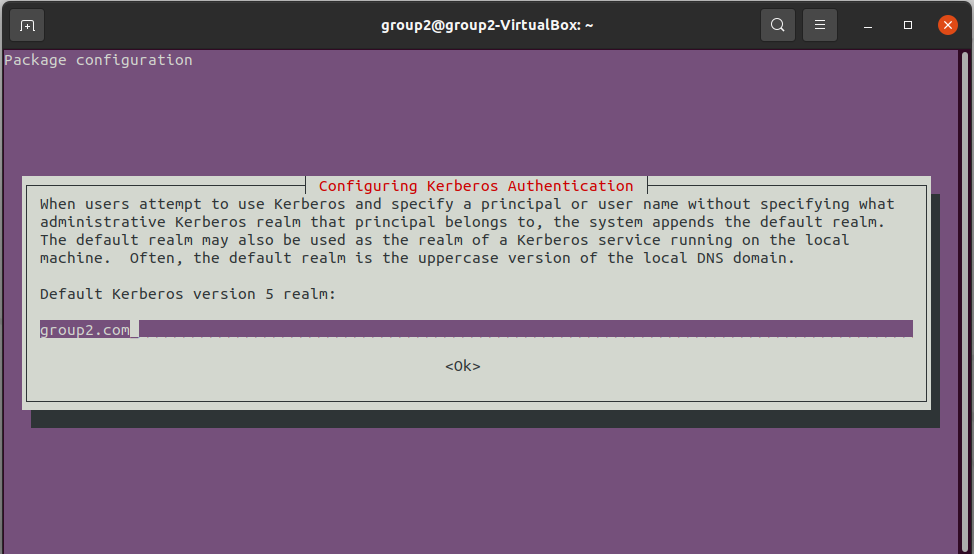 group2@group2-VirtualBox: ~
Package configuration
Configuring Kerberos Authentication
When users attempt to use Kerberos and specify a principal or user name without specifying what
administrative Kerberos realm that principal belongs to, the system appends the default realm.
The default realm may also be used as the realm of a Kerberos service running on the local
machine.  Often, the default realm is the uppercase version of the local DNS domain.
Default Kerberos version 5 realm:
group2.com
<Ok>